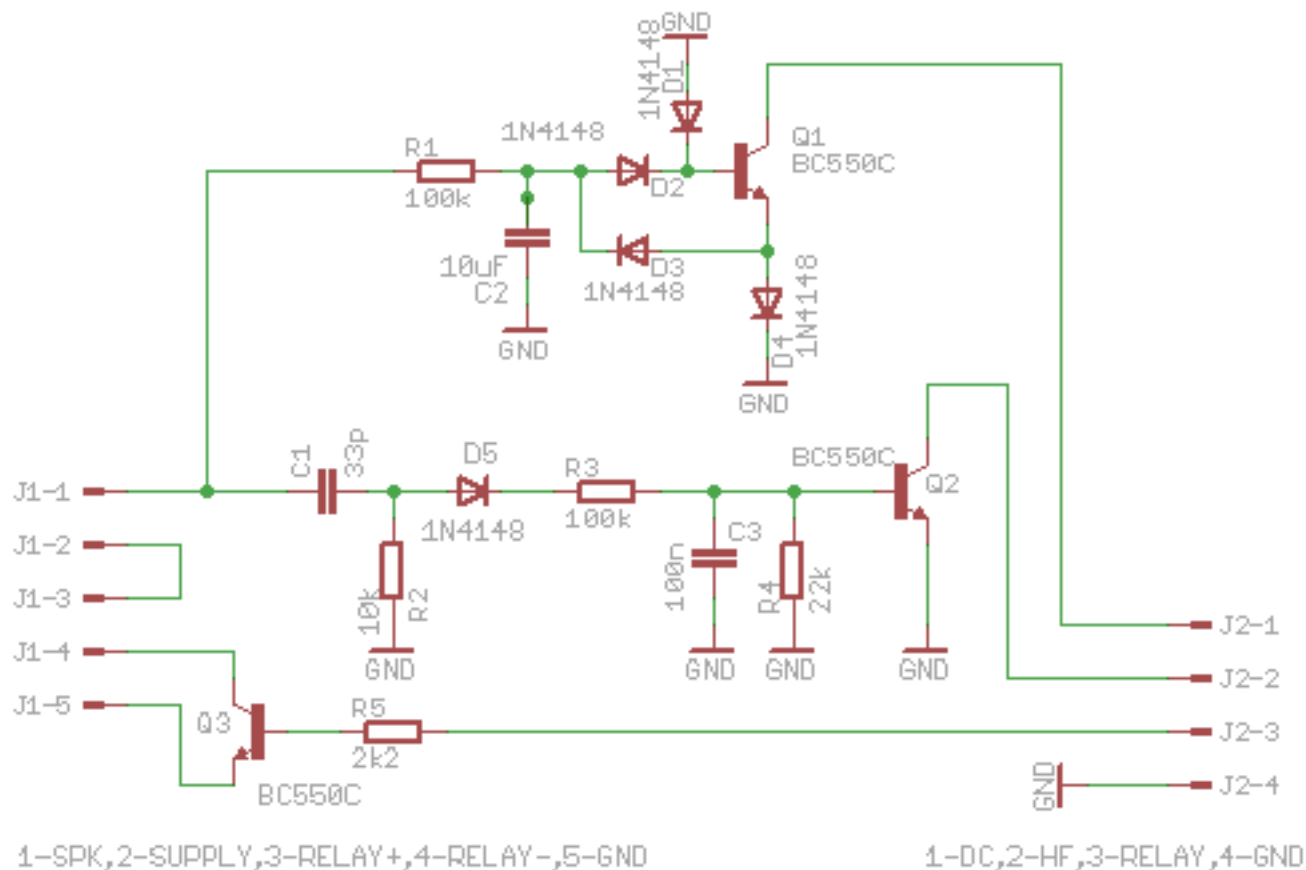 GND
1N4148
D1
1N4148
Q1
BC550C
R1
100k
D2
10uF
C2
D3
1N4148
1N4148
D4
GND
GND
C1
33p
D5
1N4148
R3
100k
BC550C
Q2
J1-1
J1-2
J1-3
J1-4
J1-5
10k
R2
GND
100n
C3
R4
22k
GND
GND
GND
J2-1
J2-2
J2-3
J2-4
Q3
R5
2k2
BC550C
GND
1-SPK,2-SUPPLY,3-RELAY+,4-RELAY-,5-GND
1-DC,2-HF,3-RELAY,4-GND